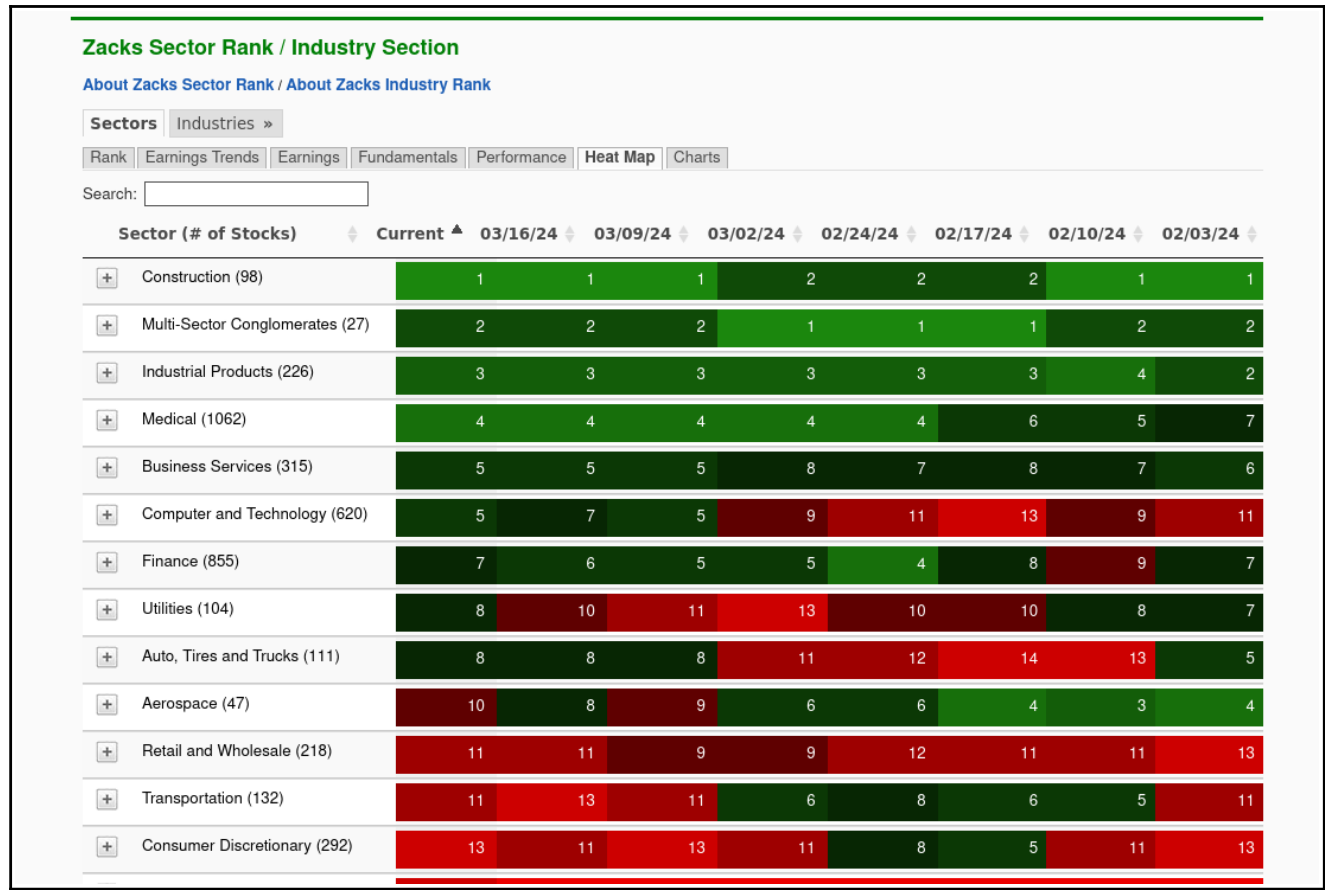 Zacks Sector Rank / Industry Section
About Zacks Sector Rank / About Zacks Industry Rank
Sectors Industries »
Rank Earnings Trends Earnings Fundamentals Performance Heat Map Charts
Search:
Sector (# of Stocks) Current 03/16/24 03/09/24 03/02/24 02/24/24 02/17/24 02/10/24 02/03/24
+ Construction (98) 1 1 1 2 2 2 1 1
+ Multi-Sector Conglomerates (27) 2 2 2 1 1 1 2 2
+ Industrial Products (226) 3 3 3 3 3 3 4 2
+ Medical (1062) 4 4 4 4 4 6 5 7
+ Business Services (315) 5 5 5 8 7 8 7 6
+ Computer and Technology (620) 5 7 5 9 11 13 9 11
+ Finance (855) 7 6 5 5 4 8 9 7
+ Utilities (104) 8 10 11 13 10 10 8 7
+ Auto, Tires and Trucks (111) 8 8 8 11 12 14 13 5
+ Aerospace (47) 10 8 9 6 6 4 3 4
+ Retail and Wholesale (218) 11 11 9 9 12 11 11 13
+ Transportation (132) 11 13 11 6 8 6 5 11
+ Consumer Discretionary (292) 13 11 13 11 8 5 11 13